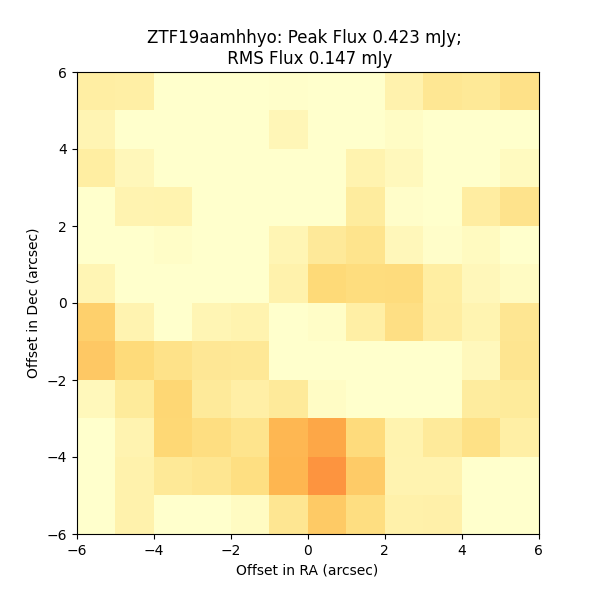 ZTF19aamhhyo: Peak Flux 0.423 mJy;
RMS Flux 0.147 mJy
6
4
2
0
−2
−4
−6
Offset in Dec (arcsec)
−6 −4 −2 0 2 4 6
Offset in RA (arcsec)